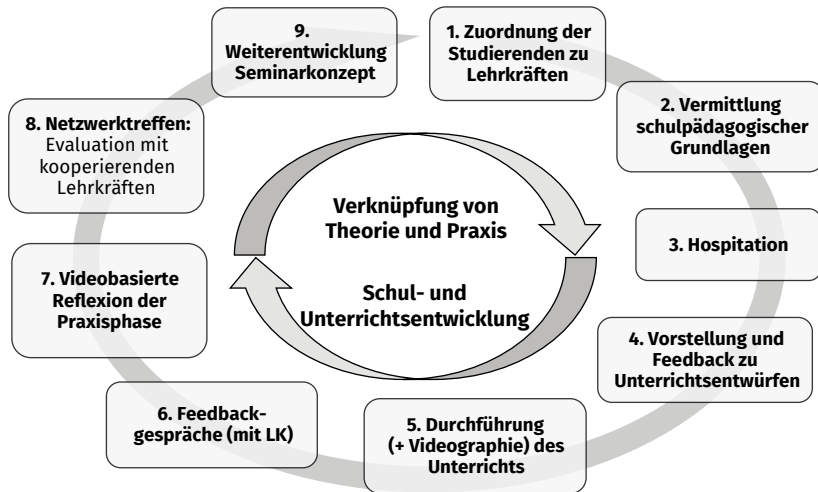 1. Zuordnung der
Studierenden zu
Lehrkräften
2. Vermittlung
schulpädagogischer
Grundlagen
3. Hospitation
4. Vorstellung und
Feedback zu
Unterrichtsentwürfen
5. Durchführung
(+ Videographie) des
Unterrichts
6. Feedback-
gespräche (mit LK)
7. Videobasierte
Reflexion der
Praxisphase
8. Netzwerktreffen:
Evaluation mit
kooperierenden
Lehrkräften
9.
Weiterentwicklung
Seminarkonzept
Verknüpfung von
Theorie und Praxis
Schul- und
Unterrichtsentwicklung